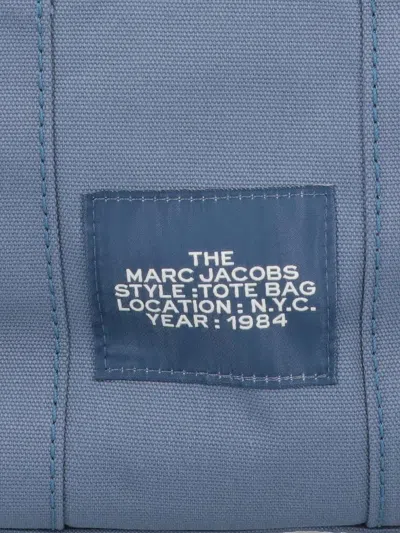 THE
MARC JACOBS
STYLE :TOTE BAG
LOCATION : N.Y.C.
YEAR : 1984